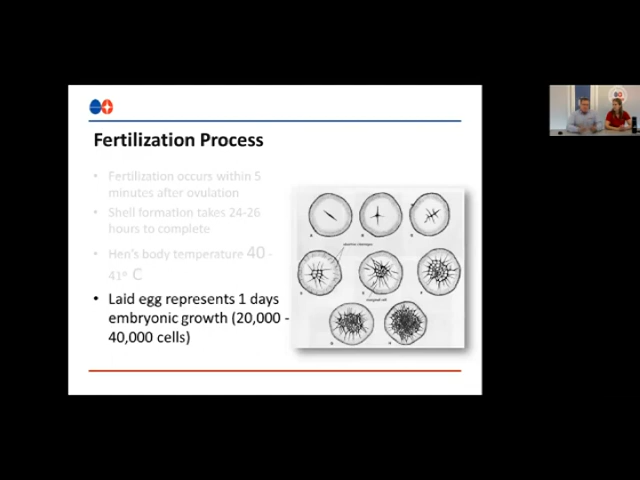 Fertilization Process
• Fertilization occurs within 5
minutes after ovulation
• Shell formation takes 24-26
hours to complete
• Hen's body temperature 40 -
41° C
• Laid egg represents 1 days
embryonic growth (20,000 -
40,000 cells)